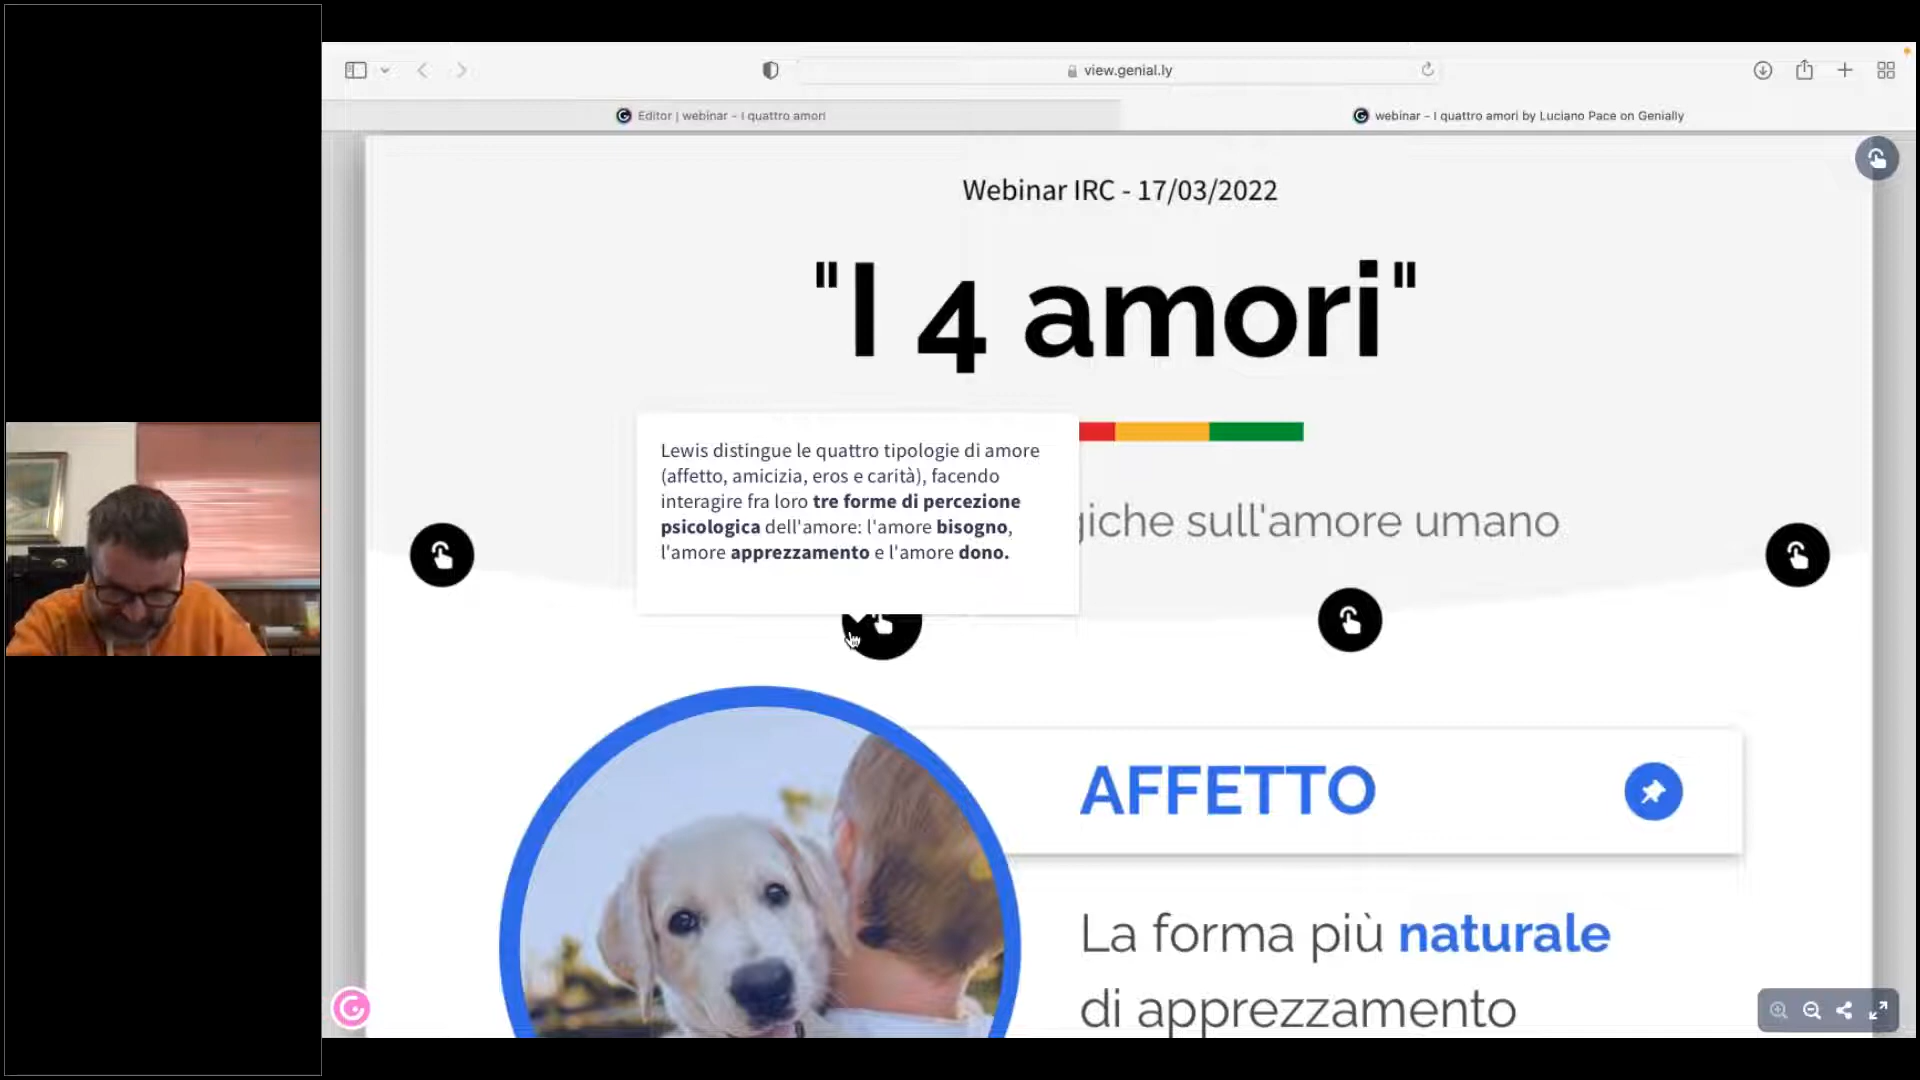 view.genial.ly
Editor | webinar - I quattro amori
webinar - I quattro amori by Luciano Pace on Genially
Webinar IRC - 17/03/2022
"I 4 amori"
Lewis distingue le quattro tipologie di amore
(affetto, amicizia, eros e carità), facendo
interagire fra loro tre forme di percezione
psicologica dell'amore: l'amore bisogno,
l'amore apprezzamento e l'amore dono.
giche sull'amore umano
AFFETTO
La forma più naturale
di apprezzamento